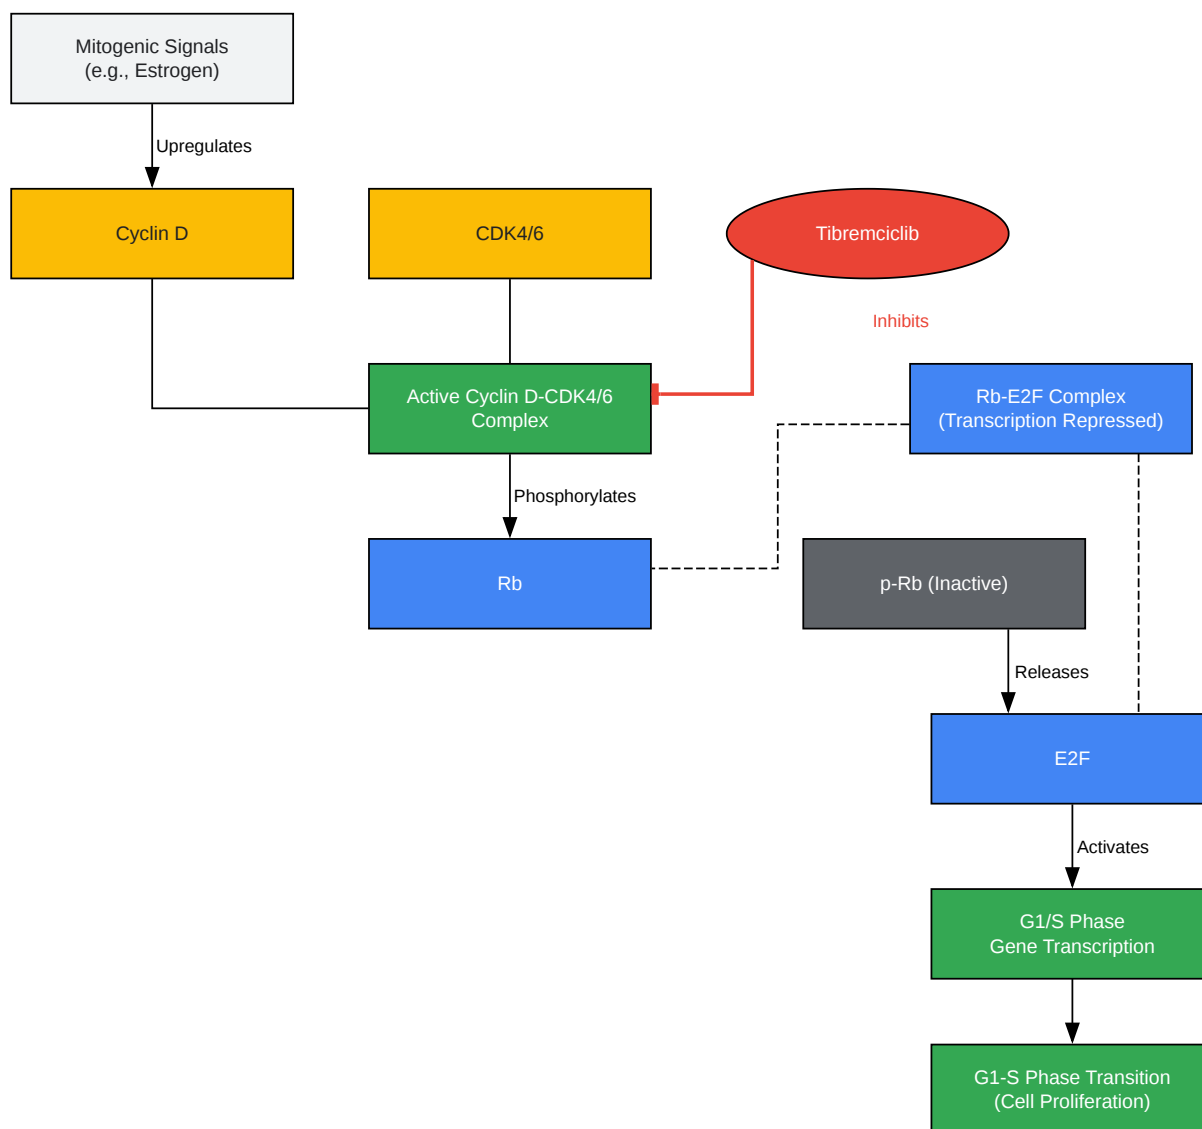 Mitogenic Signals
(e.g., Estrogen)
Upregulates
Cyclin D
CDK4/6
Tibremciclib
Inhibits
Active Cyclin D-CDK4/6
Complex
Rb-E2F Complex
(Transcription Repressed)
Phosphorylates
Rb
p-Rb (Inactive)
Releases
E2F
Activates
G1/S Phase
Gene Transcription
G1-S Phase Transition
(Cell Proliferation)